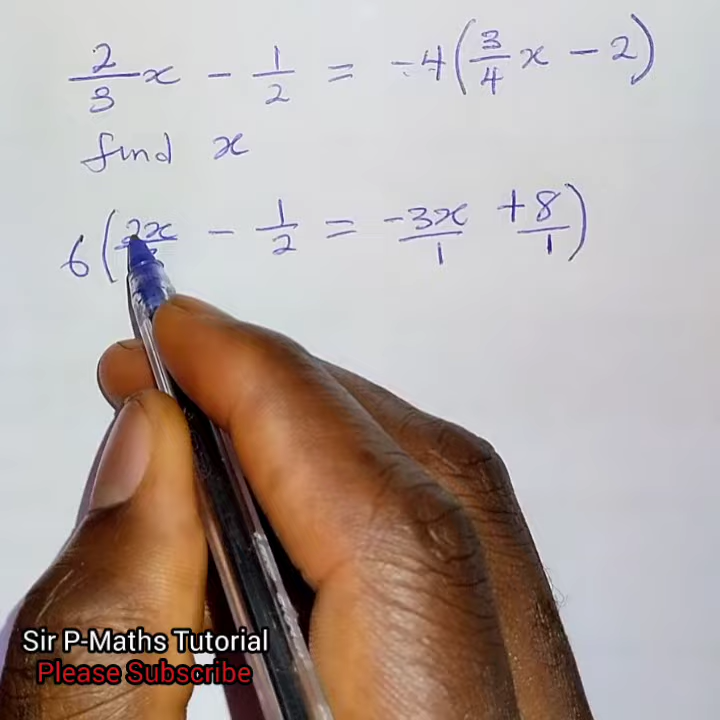 2/3 x - 1/2 = -4(3/4 x - 2)
find x
6(2x/3 - 1/2 = -3x/1 + 8/1)
Sir P-Maths Tutorial
Please Subscribe